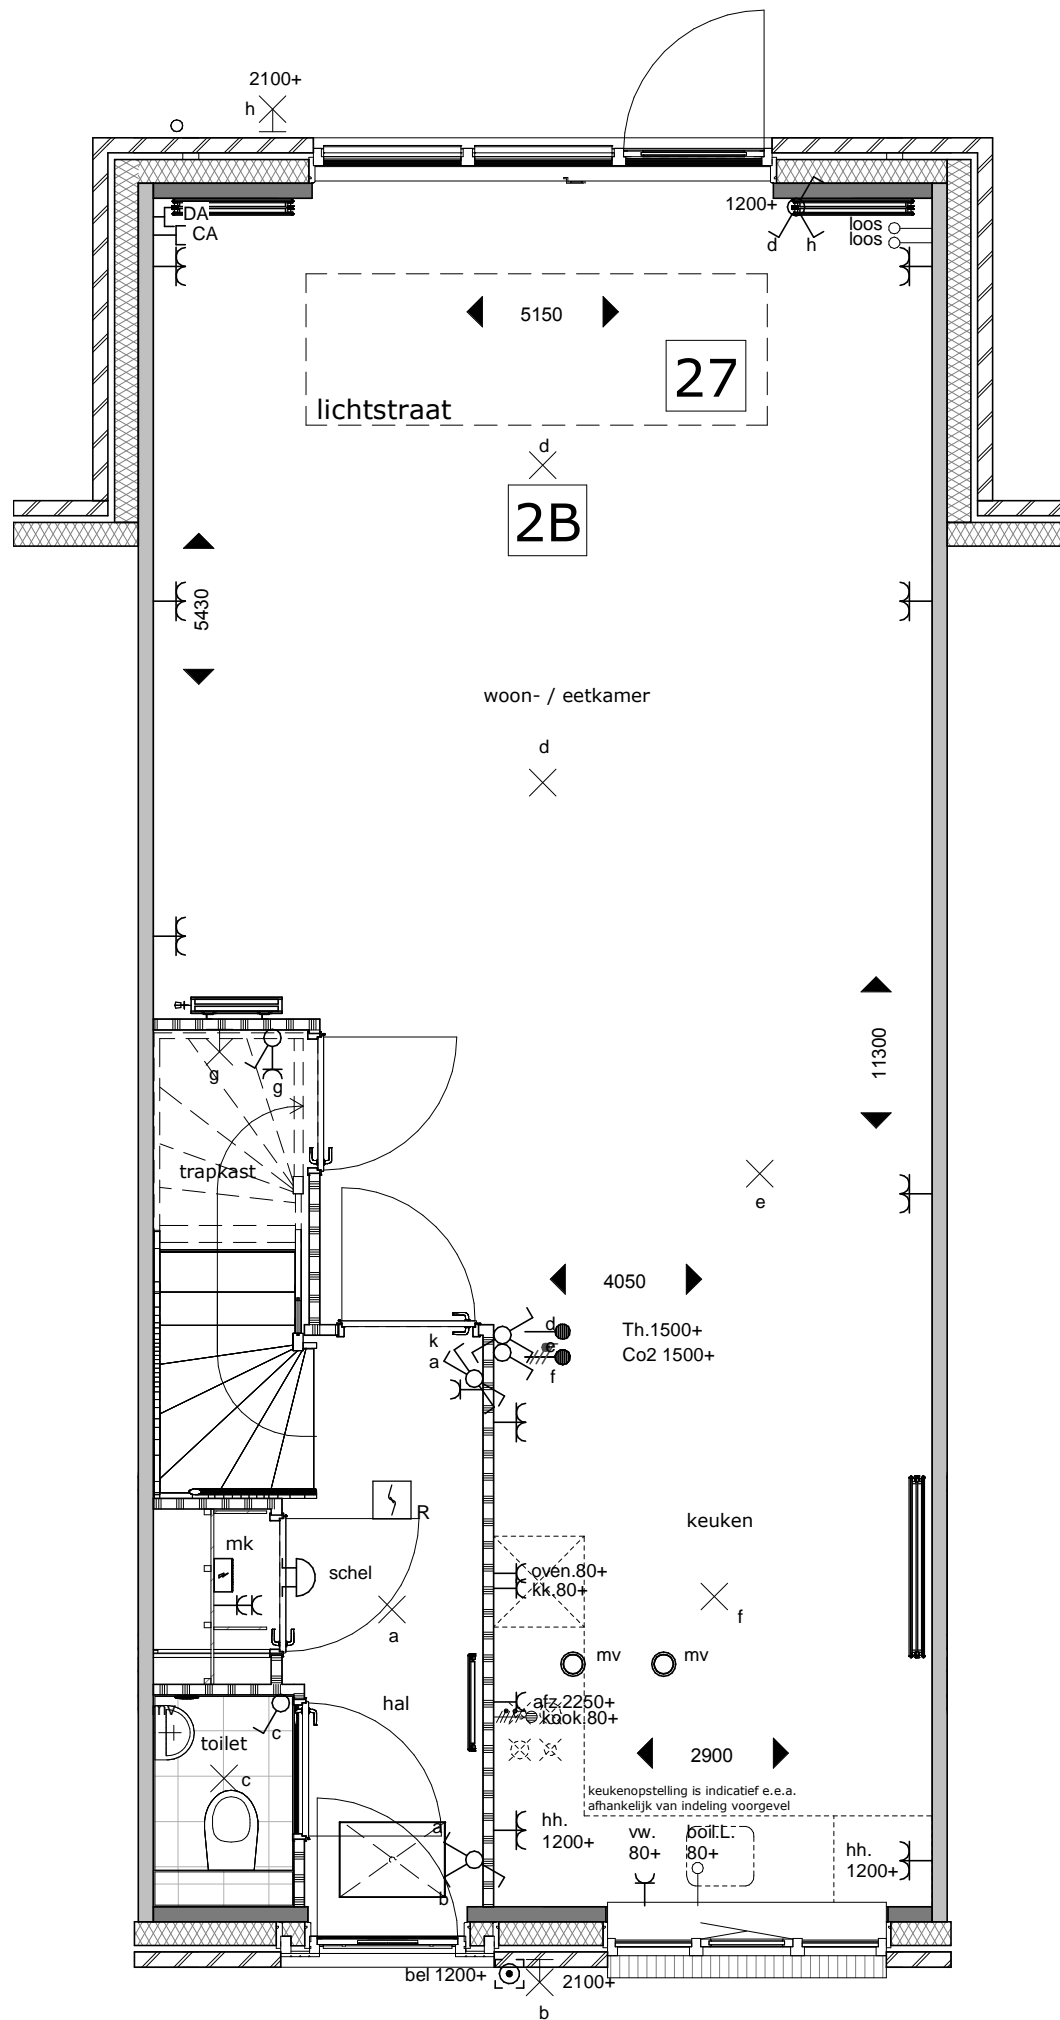 2100+
h
DA
CA
1200+
d
h
loos
loos
5150
27
lichtstraat
d
2B
5430
woon- / eetkamer
d
11300
g
g
trapkast
e
4050
d
k
e
a
f
Th.1500+
Co2 1500+
R
keuken
mk
schel
oven.80+
kk.80+
a
f
mv
mv
hal
afz.2250+
kook.80+
mv
c
toilet
c
2900
keukenopstelling is indicatief e.e.a.
afhankelijk van indeling voorgevel
a
hh.
1200+
vw.
80+
boil.L.
80+
hh.
1200+
b
bel 1200+
2100+
b